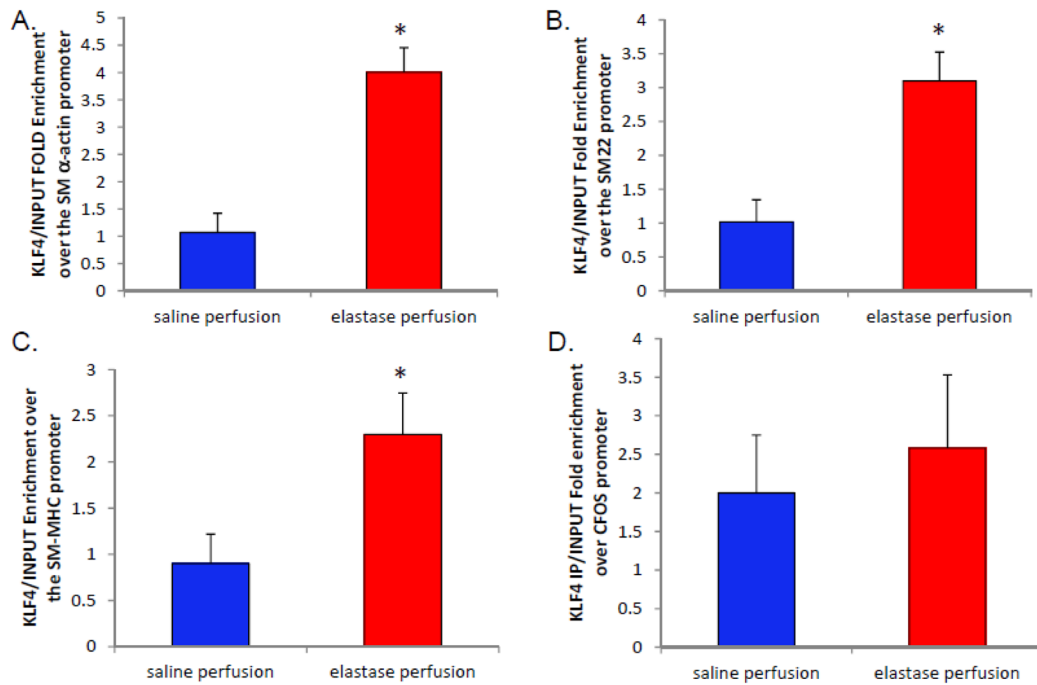 A.
KLF4/INPUT FOLD Enrichment
over the SM α-actin promoter
5
4.5
4
3.5
3
2.5
2
1.5
1
0.5
0
*
saline perfusion
elastase perfusion
B.
KLF4/INPUT Fold Enrichment
over the SM22 promoter
4
3.5
3
2.5
2
1.5
1
0.5
0
*
saline perfusion
elastase perfusion
C.
KLF4/INPUT Enrichment over
the SM-MHC promoter
3
2.5
2
1.5
1
0.5
0
*
saline perfusion
elastase perfusion
D.
KLF4 IP/INPUT Fold enrichment
over CFOS promoter
4
3.5
3
2.5
2
1.5
1
0.5
0
saline perfusion
elastase perfusion